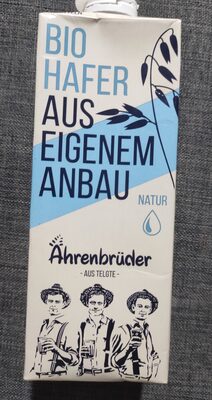 BIO
HAFER
AUS
EIGENEM
ANBAU
NATUR
Ährenbrüder
- AUS TELGTE -